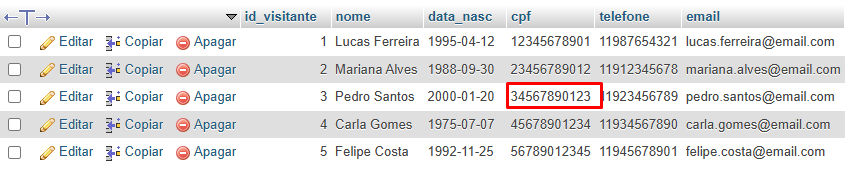 id_visitante nome data_nasc cpf telefone email
Editar Copiar Apagar 1 Lucas Ferreira 1995-04-12 12345678901 11987654321 lucas.ferreira@email.com
Editar Copiar Apagar 2 Mariana Alves 1988-09-30 23456789012 11912345678 mariana.alves@email.com
Editar Copiar Apagar 3 Pedro Santos 2000-01-20 34567890123 11923456789 pedro.santos@email.com
Editar Copiar Apagar 4 Carla Gomes 1975-07-07 45678901234 11934567890 carla.gomes@email.com
Editar Copiar Apagar 5 Felipe Costa 1992-11-25 56789012345 11945678901 felipe.costa@email.com